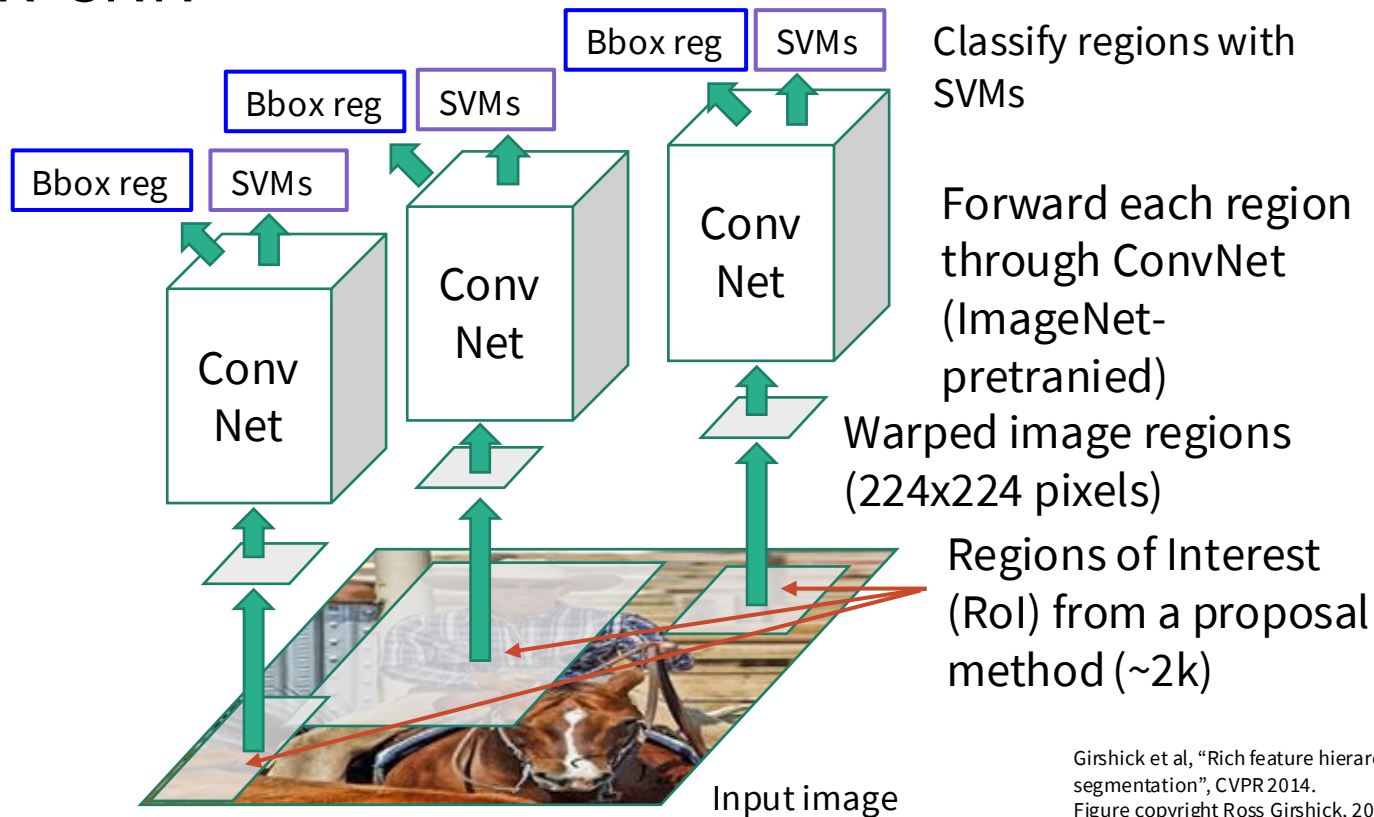 Bbox reg SVMs
Classify regions with
SVMs
Bbox reg SVMs
Bbox reg SVMs
Conv
Net
Conv
Net
Conv
Net
Forward each region
through ConvNet
(ImageNet-
pretranied)
Warped image regions
(224x224 pixels)
Regions of Interest
(RoI) from a proposal
method (~2k)
Input image
Girshick et al, “Rich feature
segmentation”, CVPR 2014.
Figure copyright Ross Girshick,